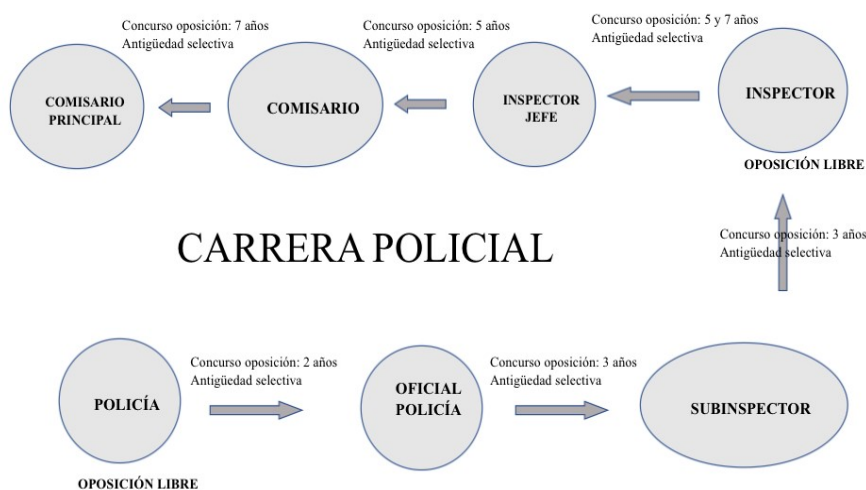 Concurso oposición: 7 años
Antigüedad selectiva
Concurso oposición: 5 años
Antigüedad selectiva
Concurso oposición: 5 y 7 años
Antigüedad selectiva
COMISARIO
PRINCIPAL
COMISARIO
INSPECTOR
JEFE
INSPECTOR
OPOSICIÓN LIBRE
Concurso oposición: 3 años
Antigüedad selectiva
CARRERA POLICIAL
POLICÍA
OPOSICIÓN LIBRE
Concurso oposición: 2 años
Antigüedad selectiva
OFICIAL
POLICÍA
Concurso oposición: 3 años
Antigüedad selectiva
SUBINSPECTOR